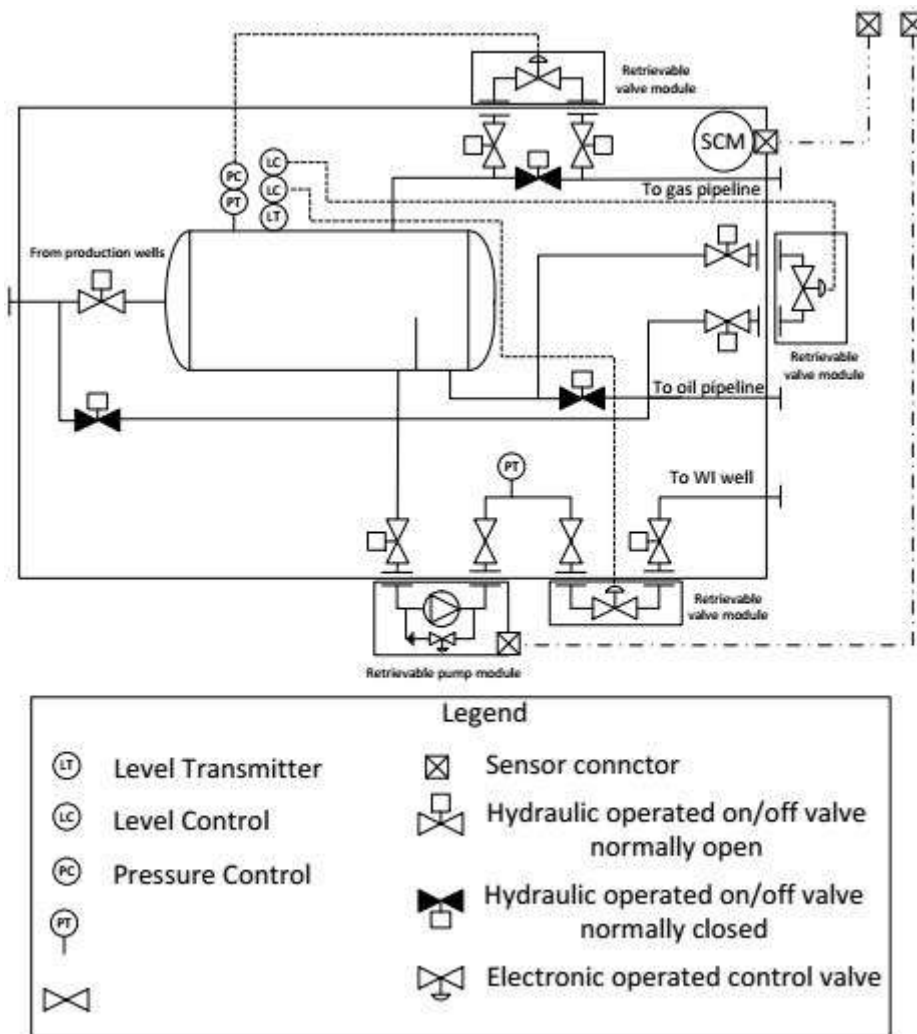 Retrievable
valve module
SCM
PC
PT
LC
LC
LT
To gas pipeline
From production wells
Retrievable
valve module
To oil pipeline
PT
To WI well
Retrievable
valve module
Retrievable pump module
Legend
LT Level Transmitter
LC Level Control
PC Pressure Control
PT
Sensor connctor
Hydraulic operated on/off valve
normally open
Hydraulic operated on/off valve
normally closed
Electronic operated control valve